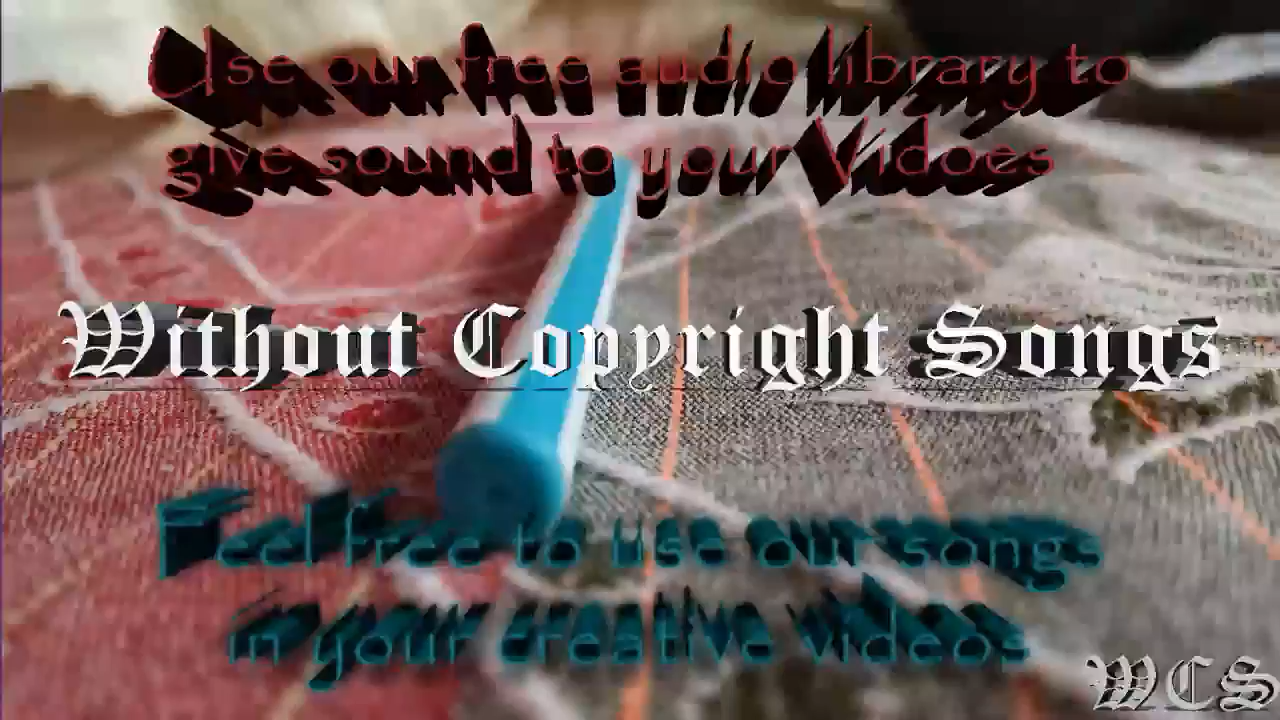 Use our free audio library to
give sound to your Vidoes
Without Copyright Songs
Feel free to use our songs
in your creative videos
WCS